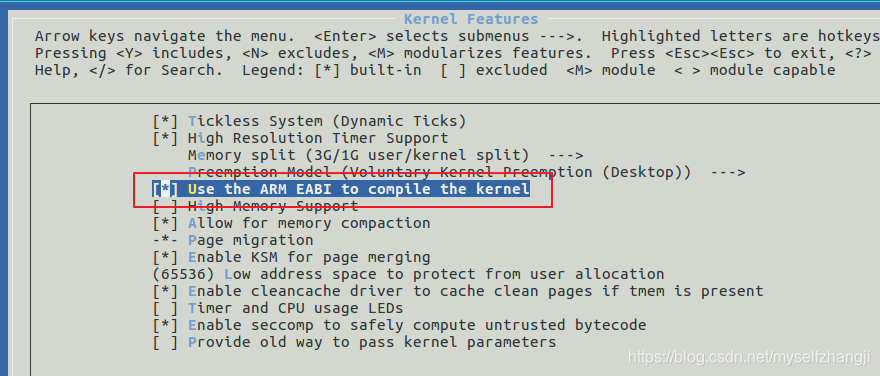 Kernel Features
Arrow keys navigate the menu.  <Enter> selects submenus --->.  Highlighted letters are hotkeys
Pressing <Y> includes, <N> excludes, <M> modularizes features.  Press <Esc><Esc> to exit, <?>
Help, </> for Search.  Legend: [*] built-in  [ ] excluded  <M> module  < > module capable
[*] Tickless System (Dynamic Ticks)
[*] High Resolution Timer Support
Memory split (3G/1G user/kernel split)  --->
Preemption Model (Voluntary Kernel Preemption (Desktop))  --->
[*] Use the ARM EABI to compile the kernel
[ ] High Memory Support
[*] Allow for memory compaction
-*- Page migration
[*] Enable KSM for page merging
(65536) Low address space to protect from user allocation
[*] Enable cleancache driver to cache clean pages if tmem is present
[ ] Timer and CPU usage LEDs
[*] Enable seccomp to safely compute untrusted bytecode
[ ] Provide old way to pass kernel parameters
https://blog.csdn.net/myselfzhangji